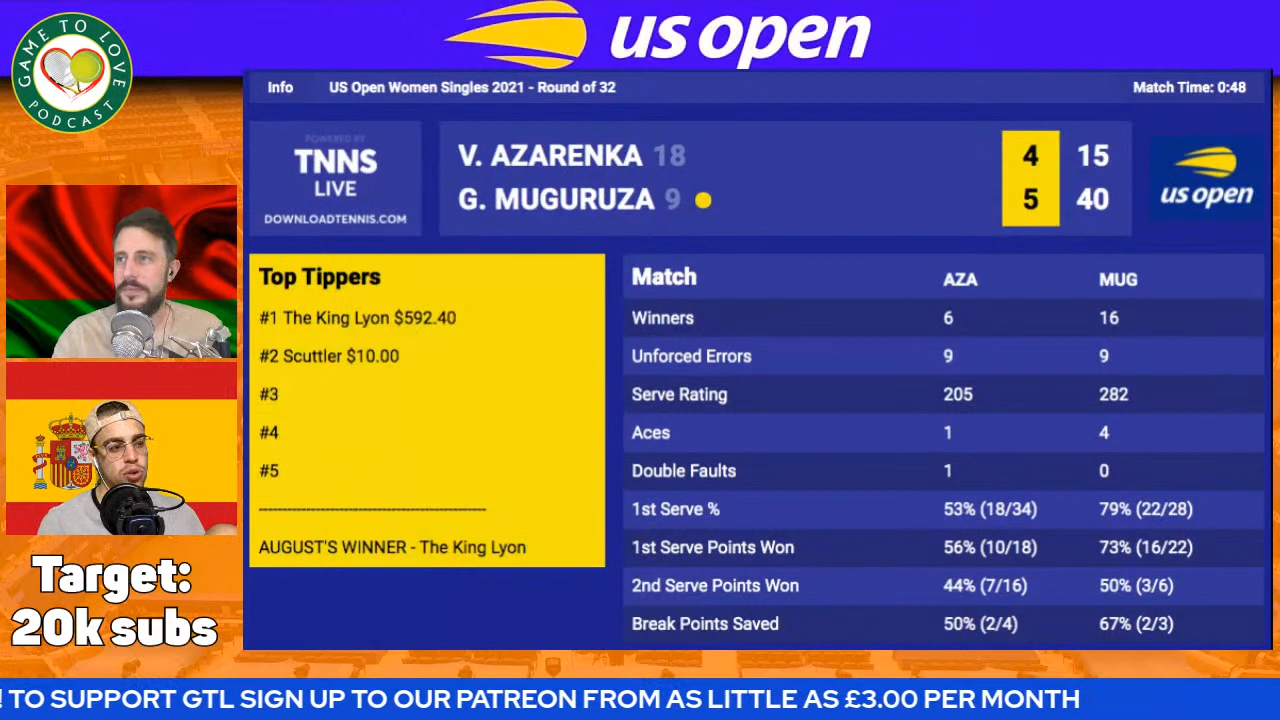 GAME TO LOVE
PODCAST
us open
Info US Open Women Singles 2021 - Round of 32 Match Time: 0:48
POWERED BY
TNNS
LIVE
DOWNLOADTENNIS.COM
V. AZARENKA 18 4 15
G. MUGURUZA 9 5 40
us open
Top Tippers
#1 The King Lyon $592.40
#2 Scuttler $10.00
#3
#4
#5
--------------------------------------------
AUGUST'S WINNER - The King Lyon
Match AZA MUG
Winners 6 16
Unforced Errors 9 9
Serve Rating 205 282
Aces 1 4
Double Faults 1 0
1st Serve % 53% (18/34) 79% (22/28)
1st Serve Points Won 56% (10/18) 73% (16/22)
2nd Serve Points Won 44% (7/16) 50% (3/6)
Break Points Saved 50% (2/4) 67% (2/3)
Target:
20k subs
! TO SUPPORT GTL SIGN UP TO OUR PATREON FROM AS LITTLE AS £3.00 PER MONTH